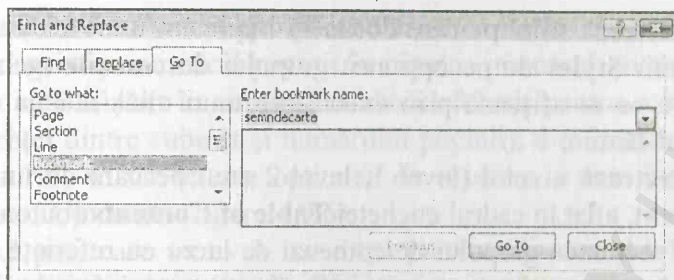 Find and Replace
Find Replace Go To
Go to what: Enter bookmark name:
Page semndecarte
Section
Line
Bookmark
Comment
Footnote
Go To Close